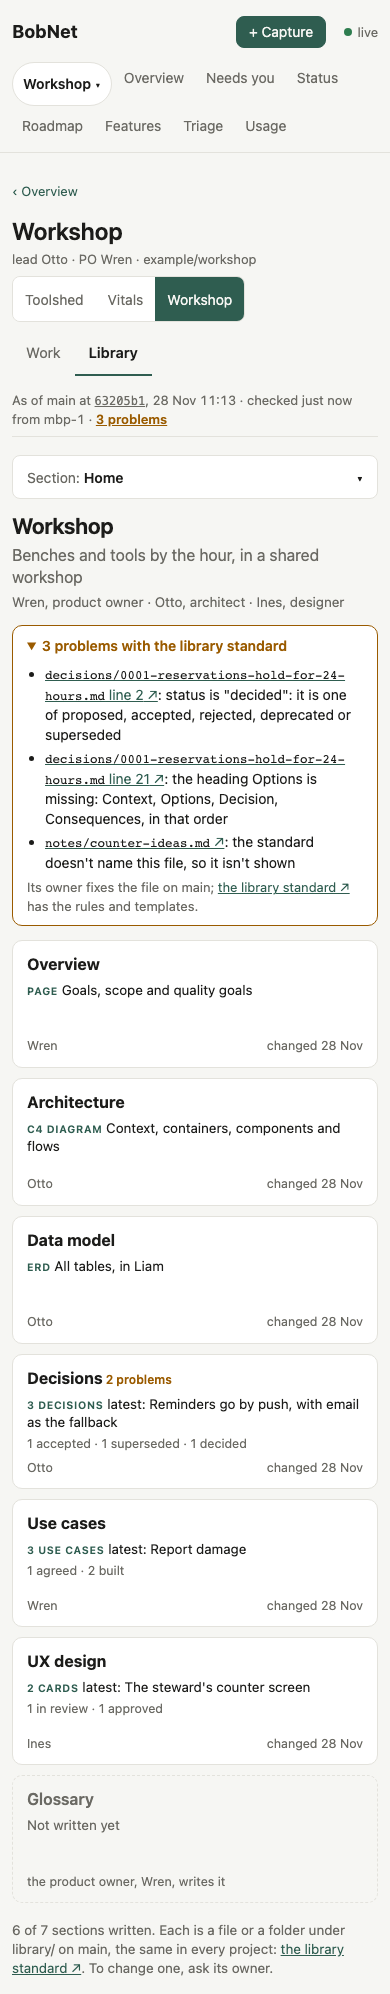 BobNet
+ Capture
live
Workshop ▾
Overview
Needs you
Status
Roadmap
Features
Triage
Usage
‹ Overview
Workshop
lead Otto · PO Wren · example/workshop
Toolshed
Vitals
Workshop
Work
Library
As of main at 63205b1, 28 Nov 11:13 · checked just now
from mbp-1 · 3 problems
Section: Home ▾
Workshop
Benches and tools by the hour, in a shared
workshop
Wren, product owner · Otto, architect · Ines, designer
▼ 3 problems with the library standard
• decisions/0001-reservations-hold-for-24-
hours.md line 2 ↗: status is "decided": it is one
of proposed, accepted, rejected, deprecated or
superseded
• decisions/0001-reservations-hold-for-24-
hours.md line 21 ↗: the heading Options is
missing: Context, Options, Decision,
Consequences, in that order
• notes/counter-ideas.md ↗: the standard
doesn't name this file, so it isn't shown
Its owner fixes the file on main; the library standard ↗
has the rules and templates.
Overview
PAGE Goals, scope and quality goals
Wren
changed 28 Nov
Architecture
C4 DIAGRAM Context, containers, components and
flows
Otto
changed 28 Nov
Data model
ERD All tables, in Liam
Otto
changed 28 Nov
Decisions 2 problems
3 DECISIONS latest: Reminders go by push, with email
as the fallback
1 accepted · 1 superseded · 1 decided
Otto
changed 28 Nov
Use cases
3 USE CASES latest: Report damage
1 agreed · 2 built
Wren
changed 28 Nov
UX design
2 CARDS latest: The steward's counter screen
1 in review · 1 approved
Ines
changed 28 Nov
Glossary
Not written yet
the product owner, Wren, writes it
6 of 7 sections written. Each is a file or a folder under
library/ on main, the same in every project: the library
standard ↗. To change one, ask its owner.